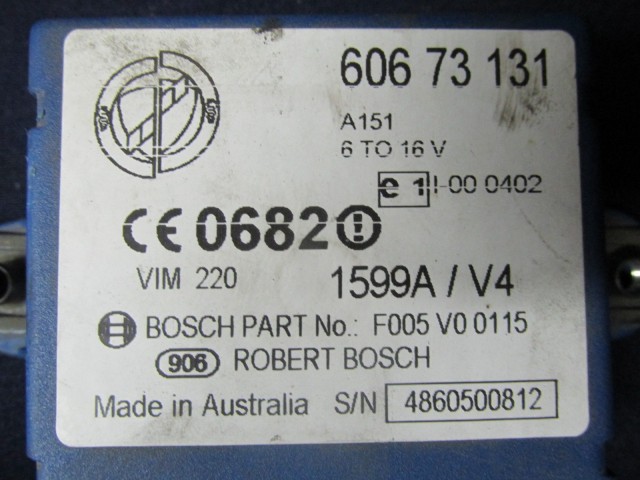 606 73 131
A151
6 TO 16 V
e 1 II-00 0402
CE 0682
VIM 220 1599A / V4
BOSCH PART No.: F005 V0 0115
906 ROBERT BOSCH
Made in Australia S/N 4860500812